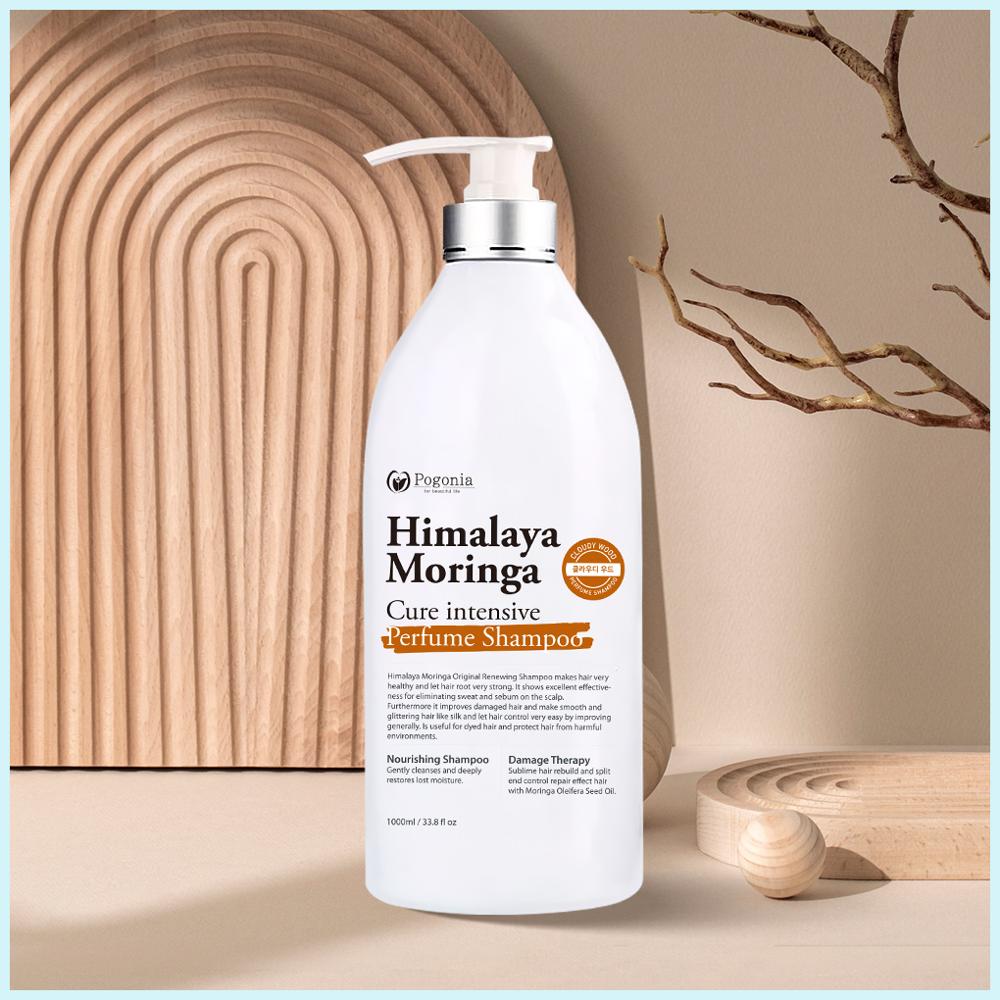 Pogonia
for beautiful life
Himalaya
Moringa
CLOUDY WOOD
클라우디 우드
PERFUME SHAMPOO
Cure intensive
Perfume Shampoo
Himalaya Moringa Original Renewing Shampoo makes hair very
healthy and let hair root very strong. It shows excellent effective-
ness for eliminating sweat and sebum on the scalp.
Furthermore it improves damaged hair and make smooth and
glittering hair like silk and let hair control very easy by improving
generally. Is useful for dyed hair and protect hair from harmful
environments.
Nourishing Shampoo
Gently cleanses and deeply
restores lost moisture.
Damage Therapy
Sublime hair rebuild and split
end control repair effect hair
with Moringa Oleifera Seed Oil.
1000ml / 33.8 fl oz